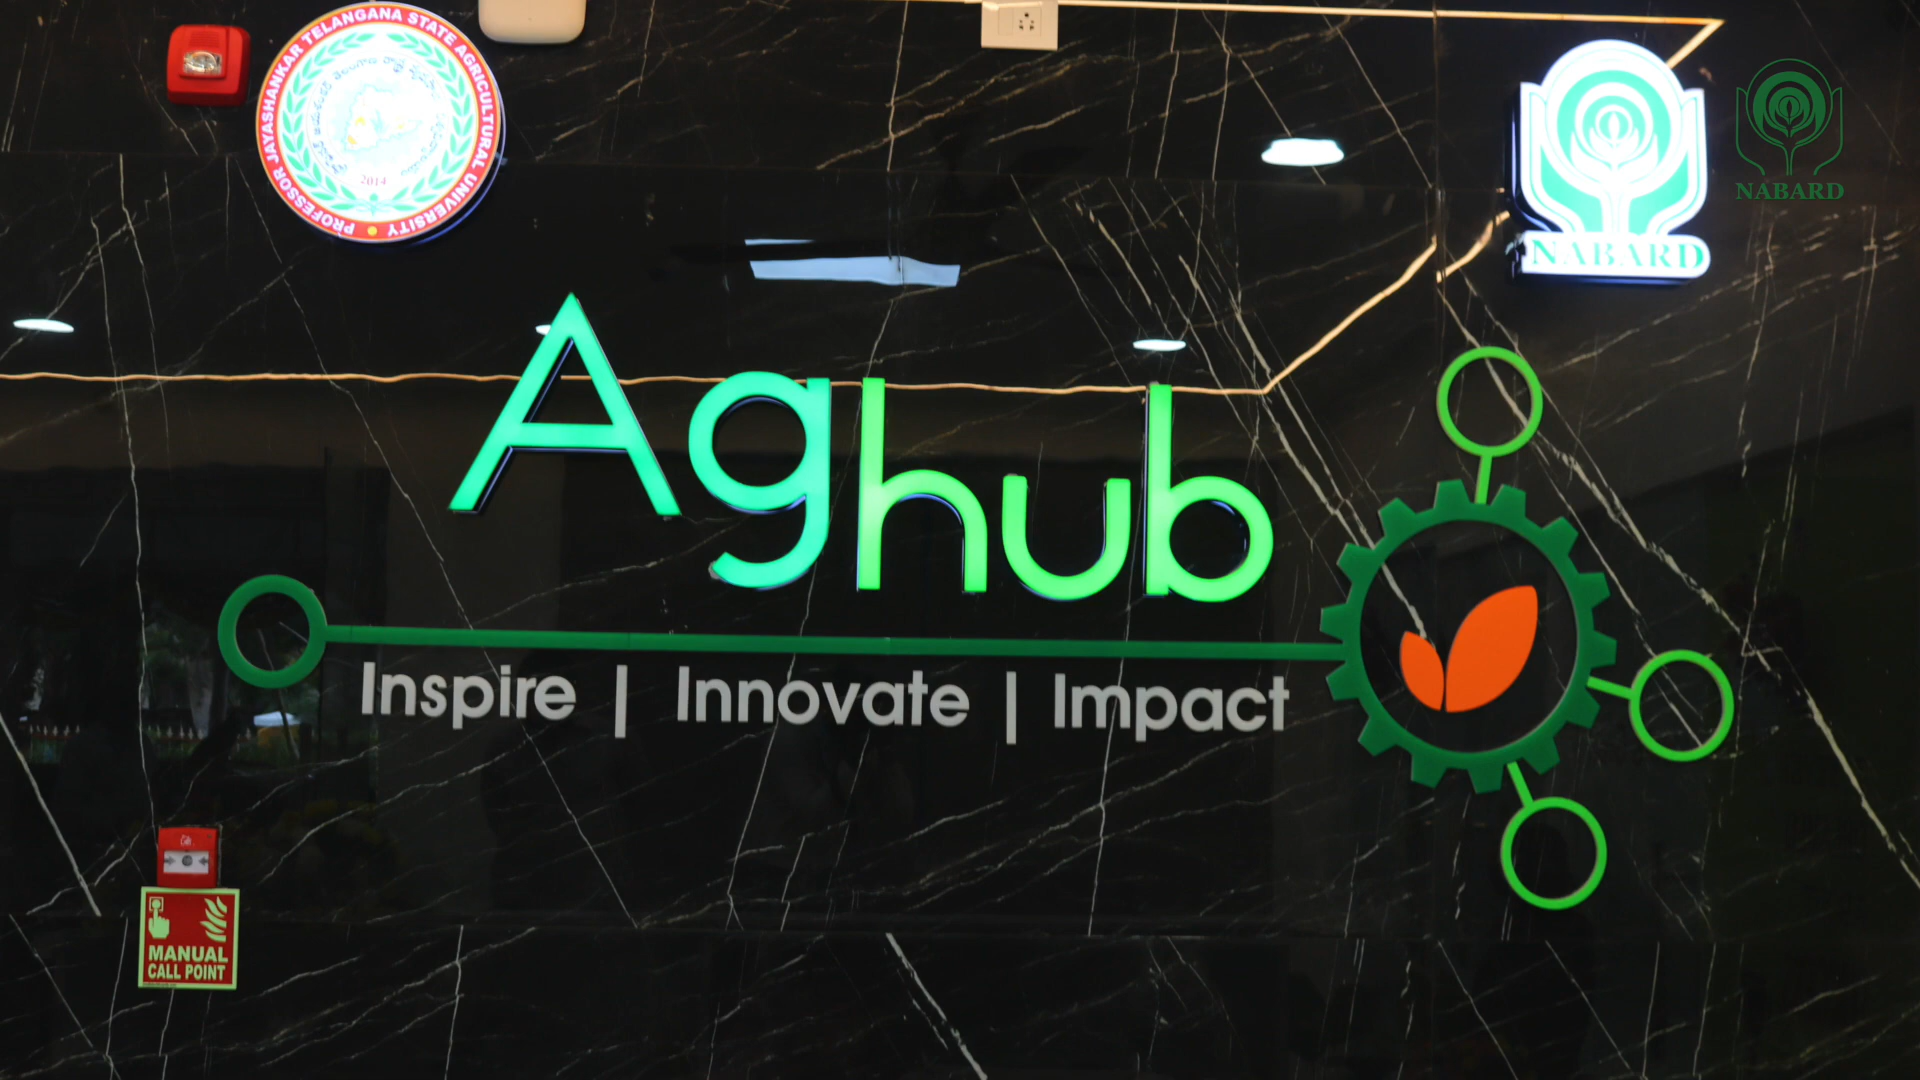 PROFESSOR JAYASHANKAR TELANGANA STATE AGRICULTURAL UNIVERSITY
2014
NABARD
NABARD
Aghub
Inspire | Innovate | Impact
MANUAL
CALL POINT